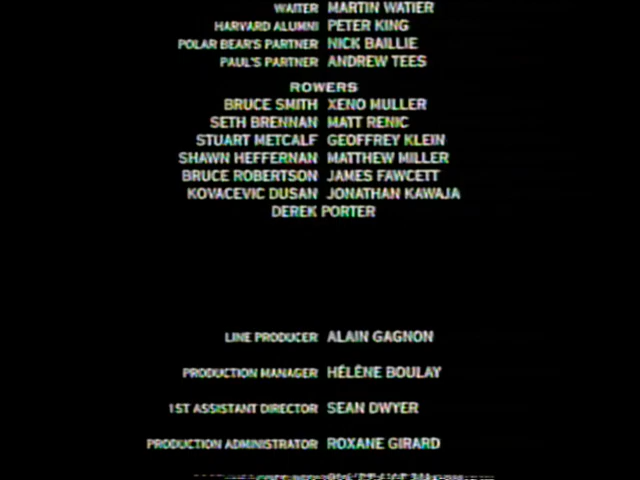 WAITER MARTIN WATIER
HARVARD ALUMNI PETER KING
POLAR BEAR'S PARTNER NICK BAILLIE
PAUL'S PARTNER ANDREW TEES
ROWERS
BRUCE SMITH XENO MULLER
SETH BRENNAN MATT RENIC
STUART METCALF GEOFFREY KLEIN
SHAWN HEFFERNAN MATTHEW MILLER
BRUCE ROBERTSON JAMES FAWCETT
KOVACEVIC DUSAN JONATHAN KAWAJA
DEREK PORTER
LINE PRODUCER ALAIN GAGNON
PRODUCTION MANAGER HÉLÈNE BOULAY
1ST ASSISTANT DIRECTOR SEAN DWYER
PRODUCTION ADMINISTRATOR ROXANE GIRARD